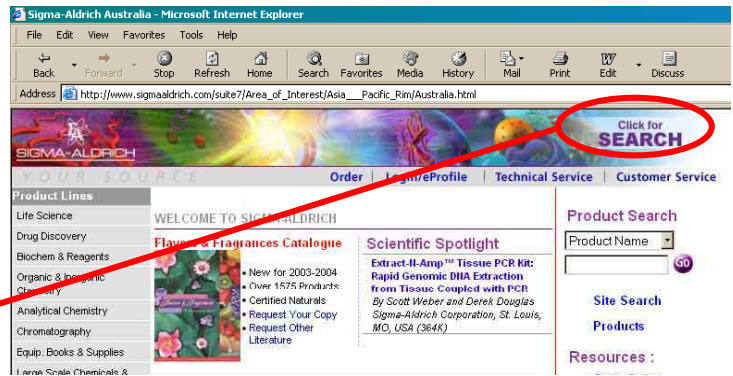 Sigma-Aldrich Australia - Microsoft Internet Explorer
File Edit View Favorites Tools Help
Back Forward Stop Refresh Home Search Favorites Media History Mail Print Edit Discuss
Address http://www.sigmaaldrich.com/suite7/Area_of_Interest/Asia___Pacific_Rim/Australia.html
SIGMA-ALDRICH
Click for
SEARCH
YOUR SOURCE
Order | Login/eProfile | Technical Service | Customer Service
Product Lines
Life Science
Drug Discovery
Biochem & Reagents
Organic & Inorganic
Chemistry
Analytical Chemistry
Chromatography
Equip. Books & Supplies
Large Scale Chemicals &
WELCOME TO SIGMA-ALDRICH
Flavors & Fragrances Catalogue
• New for 2003-2004
• Over 1575 Products
• Certified Naturals
• Request Your Copy
• Request Other
Literature
Scientific Spotlight
Extract-N-Amp™ Tissue PCR Kit:
Rapid Genomic DNA Extraction
from Tissue Coupled with PCR
By Scott Weber and Derek Douglas
Sigma-Aldrich Corporation, St. Louis,
MO, USA (364K)
Product Search
Product Name
GO
Site Search
Products
Resources :